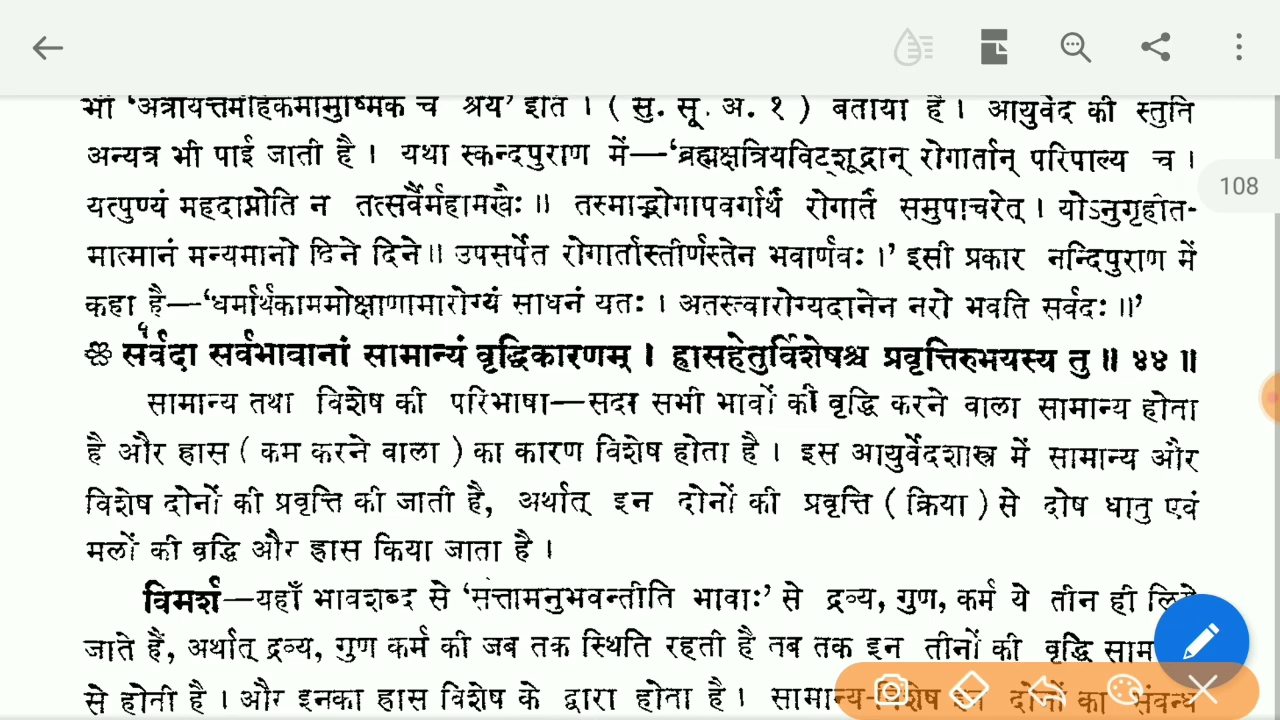 भी ‘अत्रायत्तमैहिकमामुष्मिकं च श्रेयः’ इति । ( सु. सू. अ. १ ) बताया है । आयुर्वेद की स्तुति
अन्यत्र भी पाई जाती है । यथा स्कन्दपुराण में—‘ब्रह्मक्षत्रियविट्शूद्रान् रोगार्तान् परिपाल्य च ।
108
यत्पुण्यं महदाप्नोति न तत्सर्वैर्महामखैः ॥ तस्माद्भोगापवर्गार्थं रोगार्तं समुपाचरेत् । योऽनुगृहीत-
मात्मानं मन्यमानो दिने दिने ॥ उपसर्पेत रोगार्तास्तीर्णस्तेन भवार्णवः ।’ इसी प्रकार नन्दिपुराण में
कहा है—‘धर्मार्थकाममोक्षाणामारोग्यं साधनं यतः । अतस्त्वारोग्यदानेन नरो भवति सर्वदः ॥’
सर्वदा सर्वभावानां सामान्यं वृद्धिकारणम् । ह्रासहेतुर्विशेषश्च प्रवृत्तिरुभयस्य तु ॥ ४४ ॥
सामान्य तथा विशेष की परिभाषा—सदा सभी भावों की वृद्धि करने वाला सामान्य होता
है और ह्रास ( कम करने वाला ) का कारण विशेष होता है । इस आयुर्वेदशास्त्र में सामान्य और
विशेष दोनों की प्रवृत्ति की जाती है, अर्थात् इन दोनों की प्रवृत्ति ( क्रिया ) से दोष धातु एवं
मलों की वृद्धि और ह्रास किया जाता है ।
विमर्श—यहाँ भावशब्द से ‘सत्तामनुभवन्तीति भावाः’ से द्रव्य, गुण, कर्म ये तीन ही लिये
जाते हैं, अर्थात् द्रव्य, गुण कर्म की जब तक स्थिति रहती है तब तक इन तीनों की वृद्धि
से होती है । और इनका ह्रास विशेष के द्वारा होता है । सामान्य-विशेष इन दोनों का संबन्ध